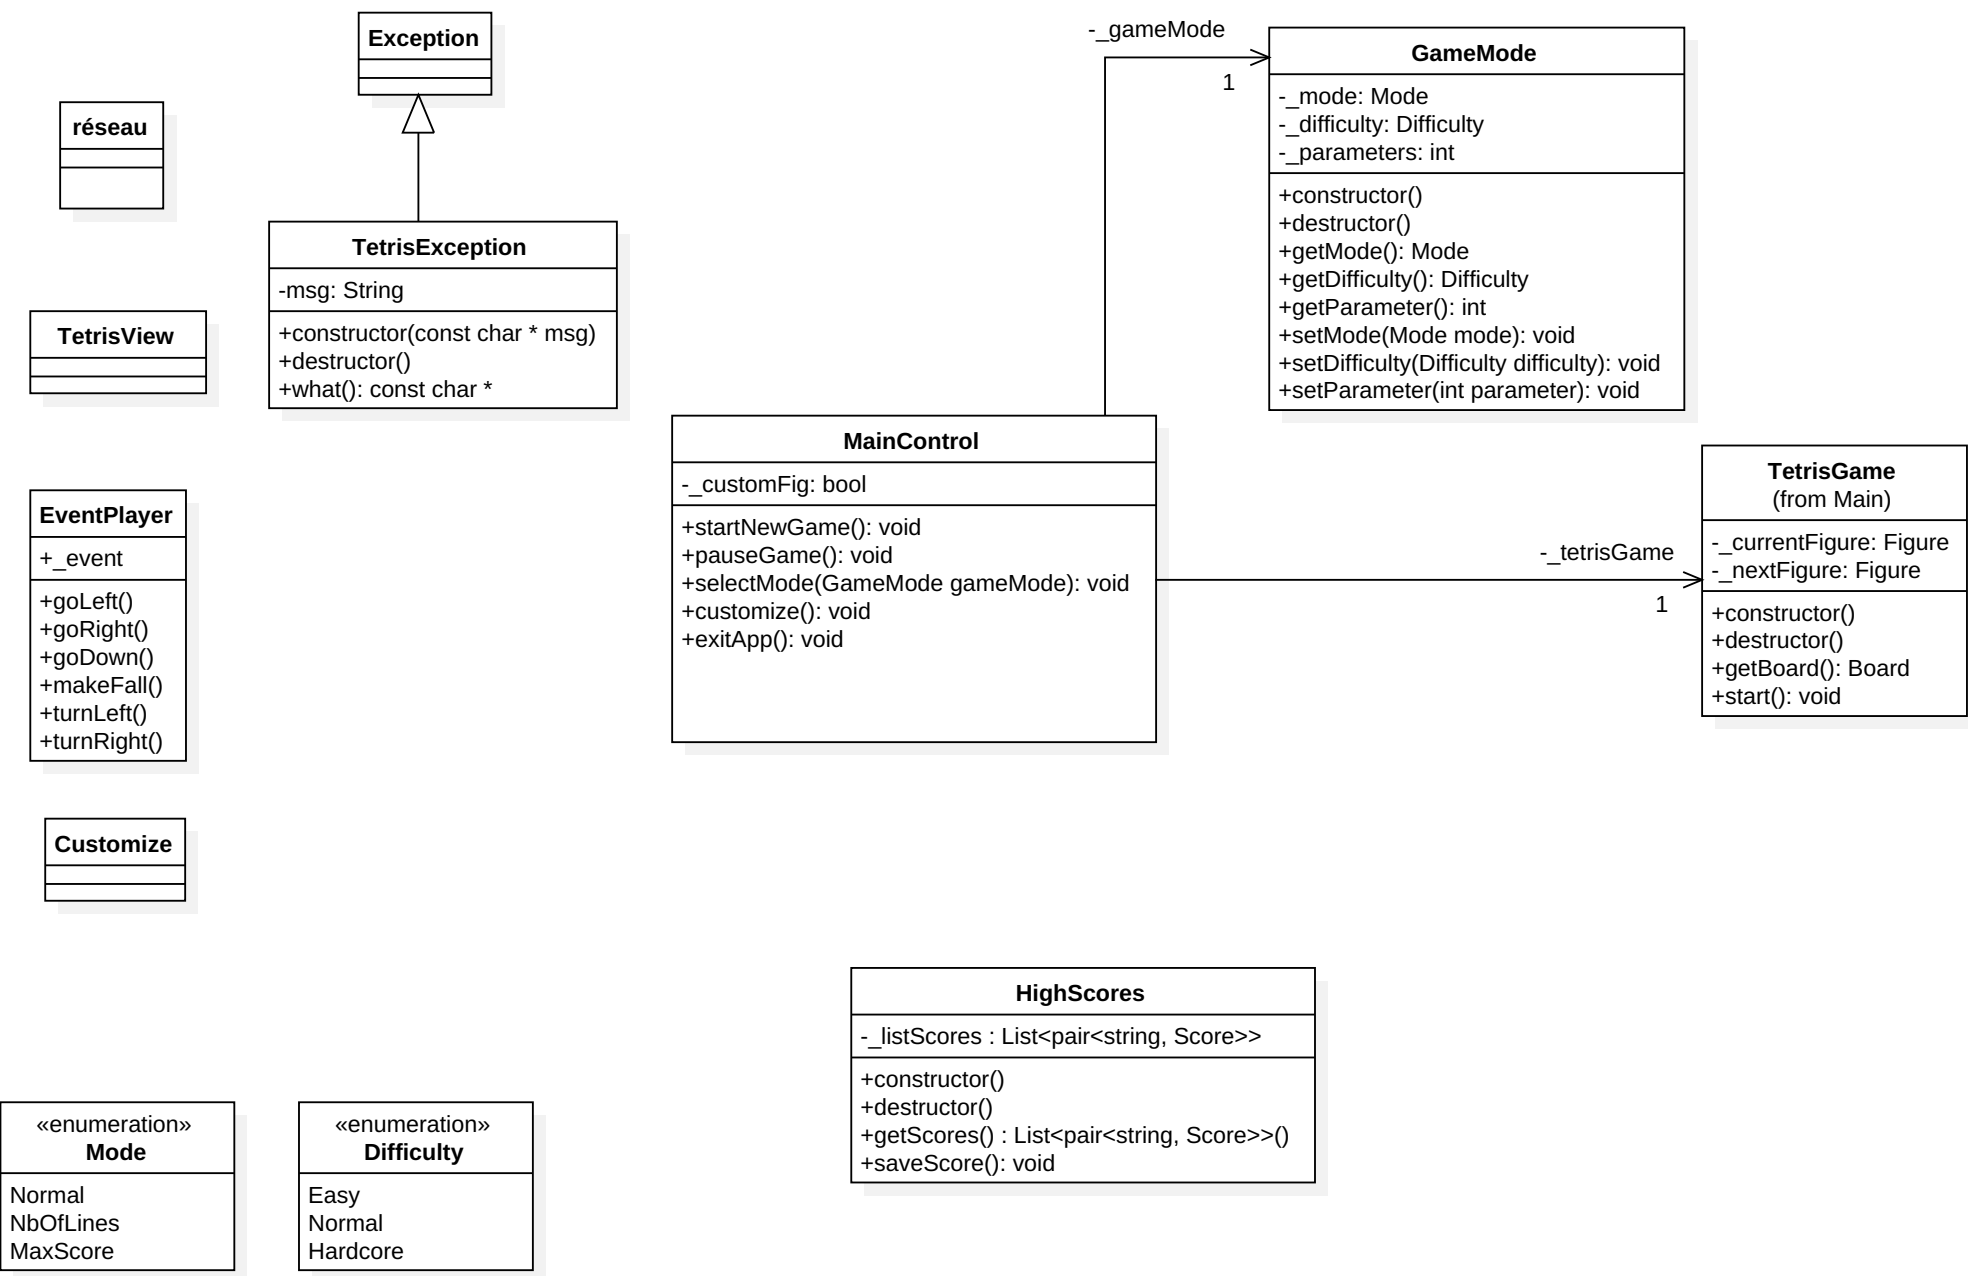 Exception
réseau
TetrisException
-msg: String
+constructor(const char * msg)
+destructor()
+what(): const char *
TetrisView
EventPlayer
+_event
+goLeft()
+goRight()
+goDown()
+makeFall()
+turnLeft()
+turnRight()
Customize
-_gameMode
1
GameMode
-_mode: Mode
-_difficulty: Difficulty
-_parameters: int
+constructor()
+destructor()
+getMode(): Mode
+getDifficulty(): Difficulty
+getParameter(): int
+setMode(Mode mode): void
+setDifficulty(Difficulty difficulty): void
+setParameter(int parameter): void
MainControl
-_customFig: bool
+startNewGame(): void
+pauseGame(): void
+selectMode(GameMode gameMode): void
+customize(): void
+exitApp(): void
-_tetrisGame
1
TetrisGame
(from Main)
-_currentFigure: Figure
-_nextFigure: Figure
+constructor()
+destructor()
+getBoard(): Board
+start(): void
HighScores
-_listScores : List<pair<string, Score>>
+constructor()
+destructor()
+getScores() : List<pair<string, Score>>()
+saveScore(): void
«enumeration»
Mode
Normal
NbOfLines
MaxScore
«enumeration»
Difficulty
Easy
Normal
Hardcore